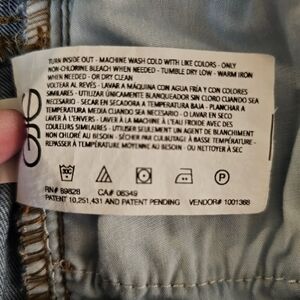 TURN INSIDE OUT - MACHINE WASH COLD WITH LIKE COLORS - ONLY
NON-CHLORINE BLEACH WHEN NEEDED - TUMBLE DRY LOW - WARM IRON
WHEN NEEDED - OR DRY CLEAN
VOLTEAR AL REVÉS - LAVAR A MÁQUINA CON AGUA FRÍA Y CON COLORES
SIMILARES - UTILIZAR ÚNICAMENTE BLANQUEADOR SIN CLORO CUANDO SEA
NECESARIO - SECAR EN SECADORA A TEMPERATURA BAJA - PLANCHAR A
TEMPERATURA MEDIA CUANDO SEA NECESARIO - O LAVAR EN SECO
LAVER À L'ENVERS - LAVER À LA MACHINE À L'EAU FROIDE AVEC DES
COULEURS SIMILAIRES - UTILISER SEULEMENT UN AGENT DE BLANCHIMENT
NON CHLORÉ AU BESOIN - SÉCHER PAR CULBUTAGE À BASSE TEMPÉRATURE -
REPASSER À TEMPÉRATURE MOYENNE AU BESOIN - OU NETTOYER À SEC
30C
P
RN# 89828 CA# 08349
PATENT 10,251,431 AND PATENT PENDING VENDOR# 1001368